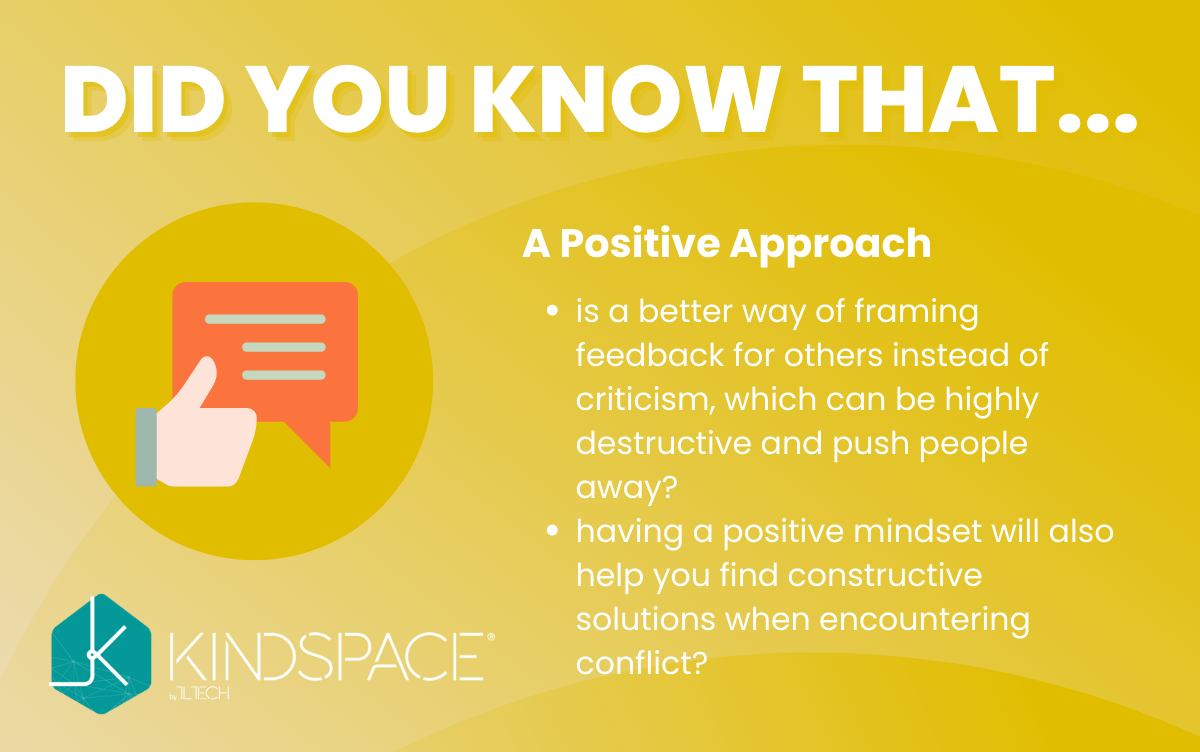 DID YOU KNOW THAT...
A Positive Approach
• is a better way of framing
feedback for others instead of
criticism, which can be highly
destructive and push people
away?
• having a positive mindset will also
help you find constructive
solutions when encountering
conflict?
KINDSPACE®
by 1L1TECH